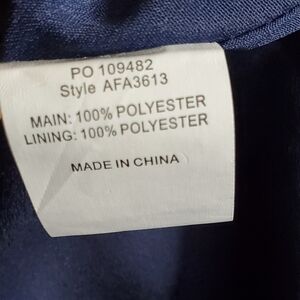 PO 109482
Style AFA3613
MAIN: 100% POLYESTER
LINING: 100% POLYESTER
MADE IN CHINA